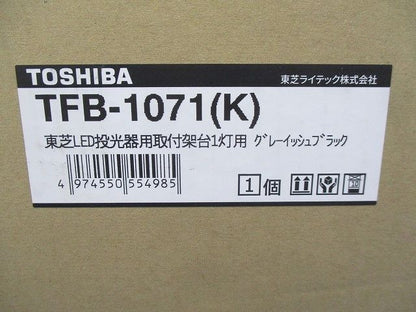 TOSHIBA 東芝ライテック株式会社
TFB-1071(K)
東芝LED投光器用取付架台1灯用 グレーイッシュブラック
4 974550 554985
1個